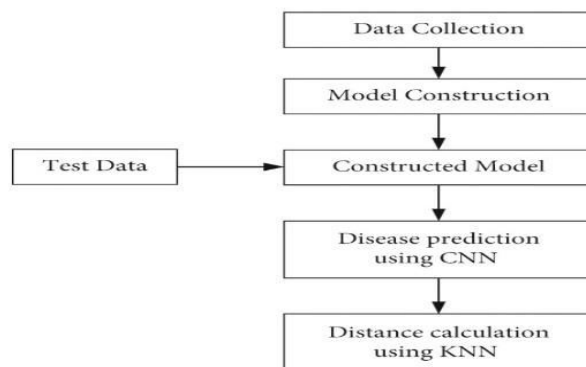 Data Collection
Model Construction
Test Data
Constructed Model
Disease prediction
using CNN
Distance calculation
using KNN